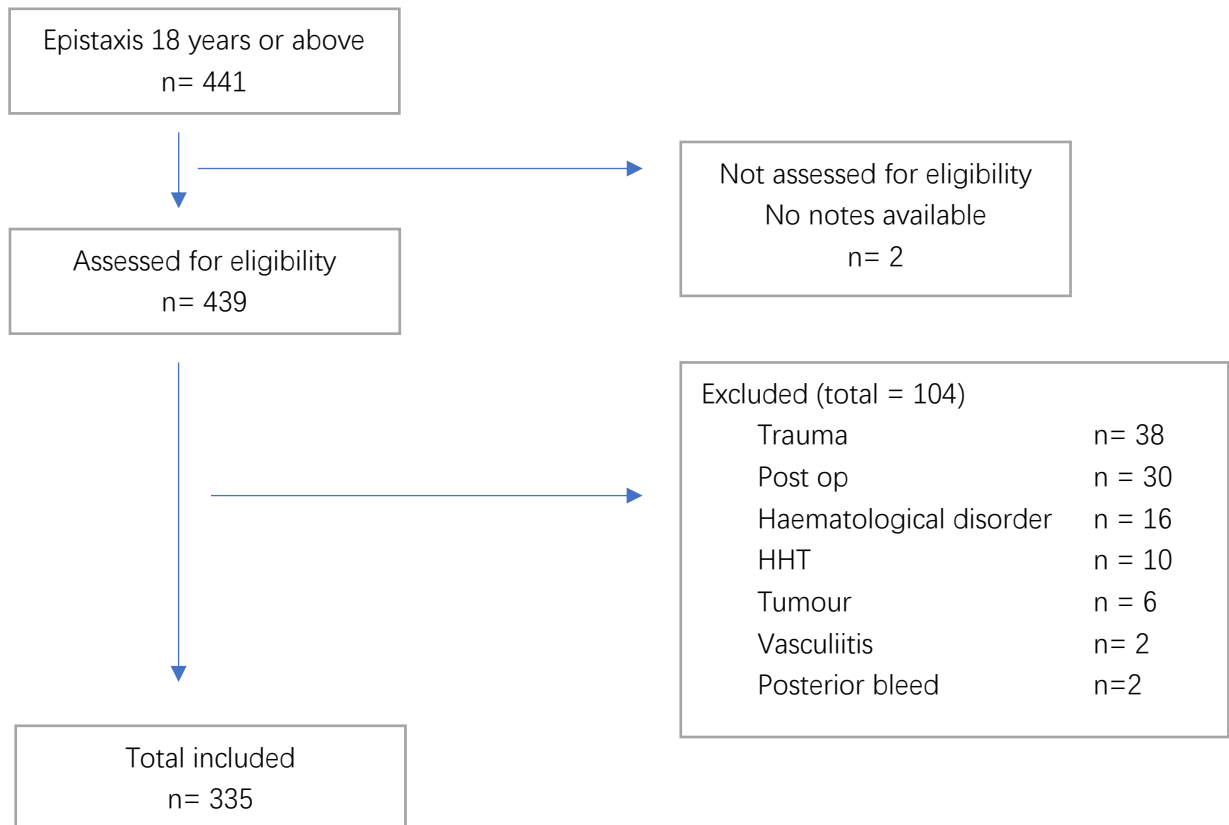 Epistaxis 18 years or above
n= 441
Not assessed for eligibility
No notes available
n= 2
Assessed for eligibility
n= 439
Excluded (total = 104)
Trauma n= 38
Post op n = 30
Haematological disorder n = 16
HHT n = 10
Tumour n = 6
Vasculiitis n= 2
Posterior bleed n=2
Total included
n= 335